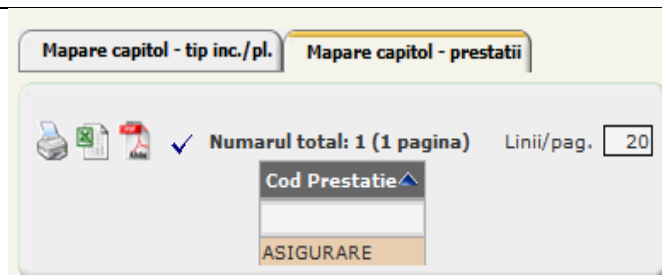 Mapare capitol - tip inc./pl. Mapare capitol - prestatii
Numarul total: 1 (1 pagina) Linii/pag. 20
Cod Prestatie
ASIGURARE